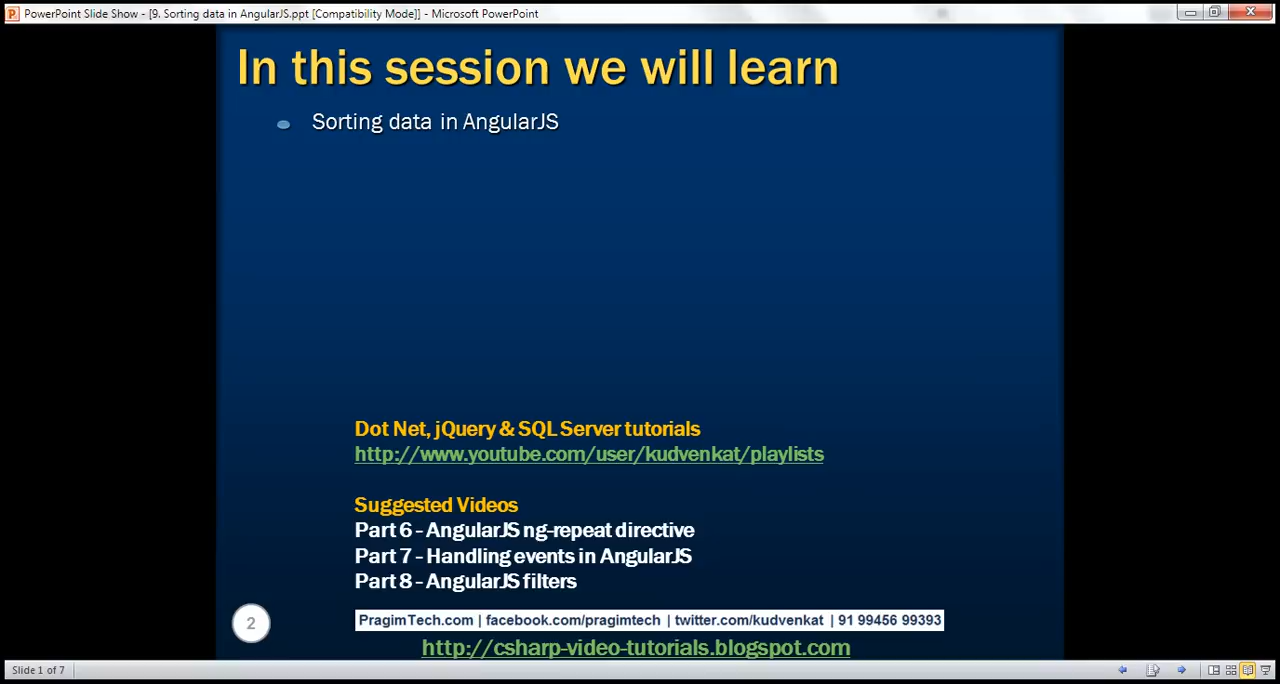 PowerPoint Slide Show - [9. Sorting data in AngularJS.ppt [Compatibility Mode]] - Microsoft PowerPoint
In this session we will learn
Sorting data in AngularJS
Dot Net, jQuery & SQL Server tutorials
http://www.youtube.com/user/kudvenkat/playlists
Suggested Videos
Part 6 - AngularJS ng-repeat directive
Part 7 - Handling events in AngularJS
Part 8 - AngularJS filters
2
PragimTech.com | facebook.com/pragimtech | twitter.com/kudvenkat | 91 99456 99393
http://csharp-video-tutorials.blogspot.com
Slide 1 of 7